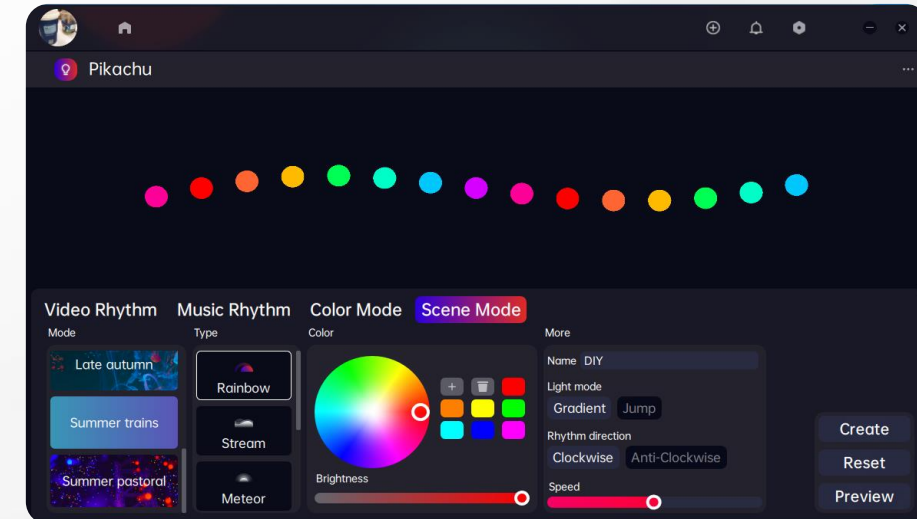 Pikachu
Video Rhythm Music Rhythm Color Mode Scene Mode
Mode
Late autumn
Summer trains
Summer pastoral
Type
Rainbow
Stream
Meteor
Color
Brightness
More
Name DIY
Light mode
Gradient Jump
Rhythm direction
Clockwise Anti-Clockwise
Speed
Create
Reset
Preview